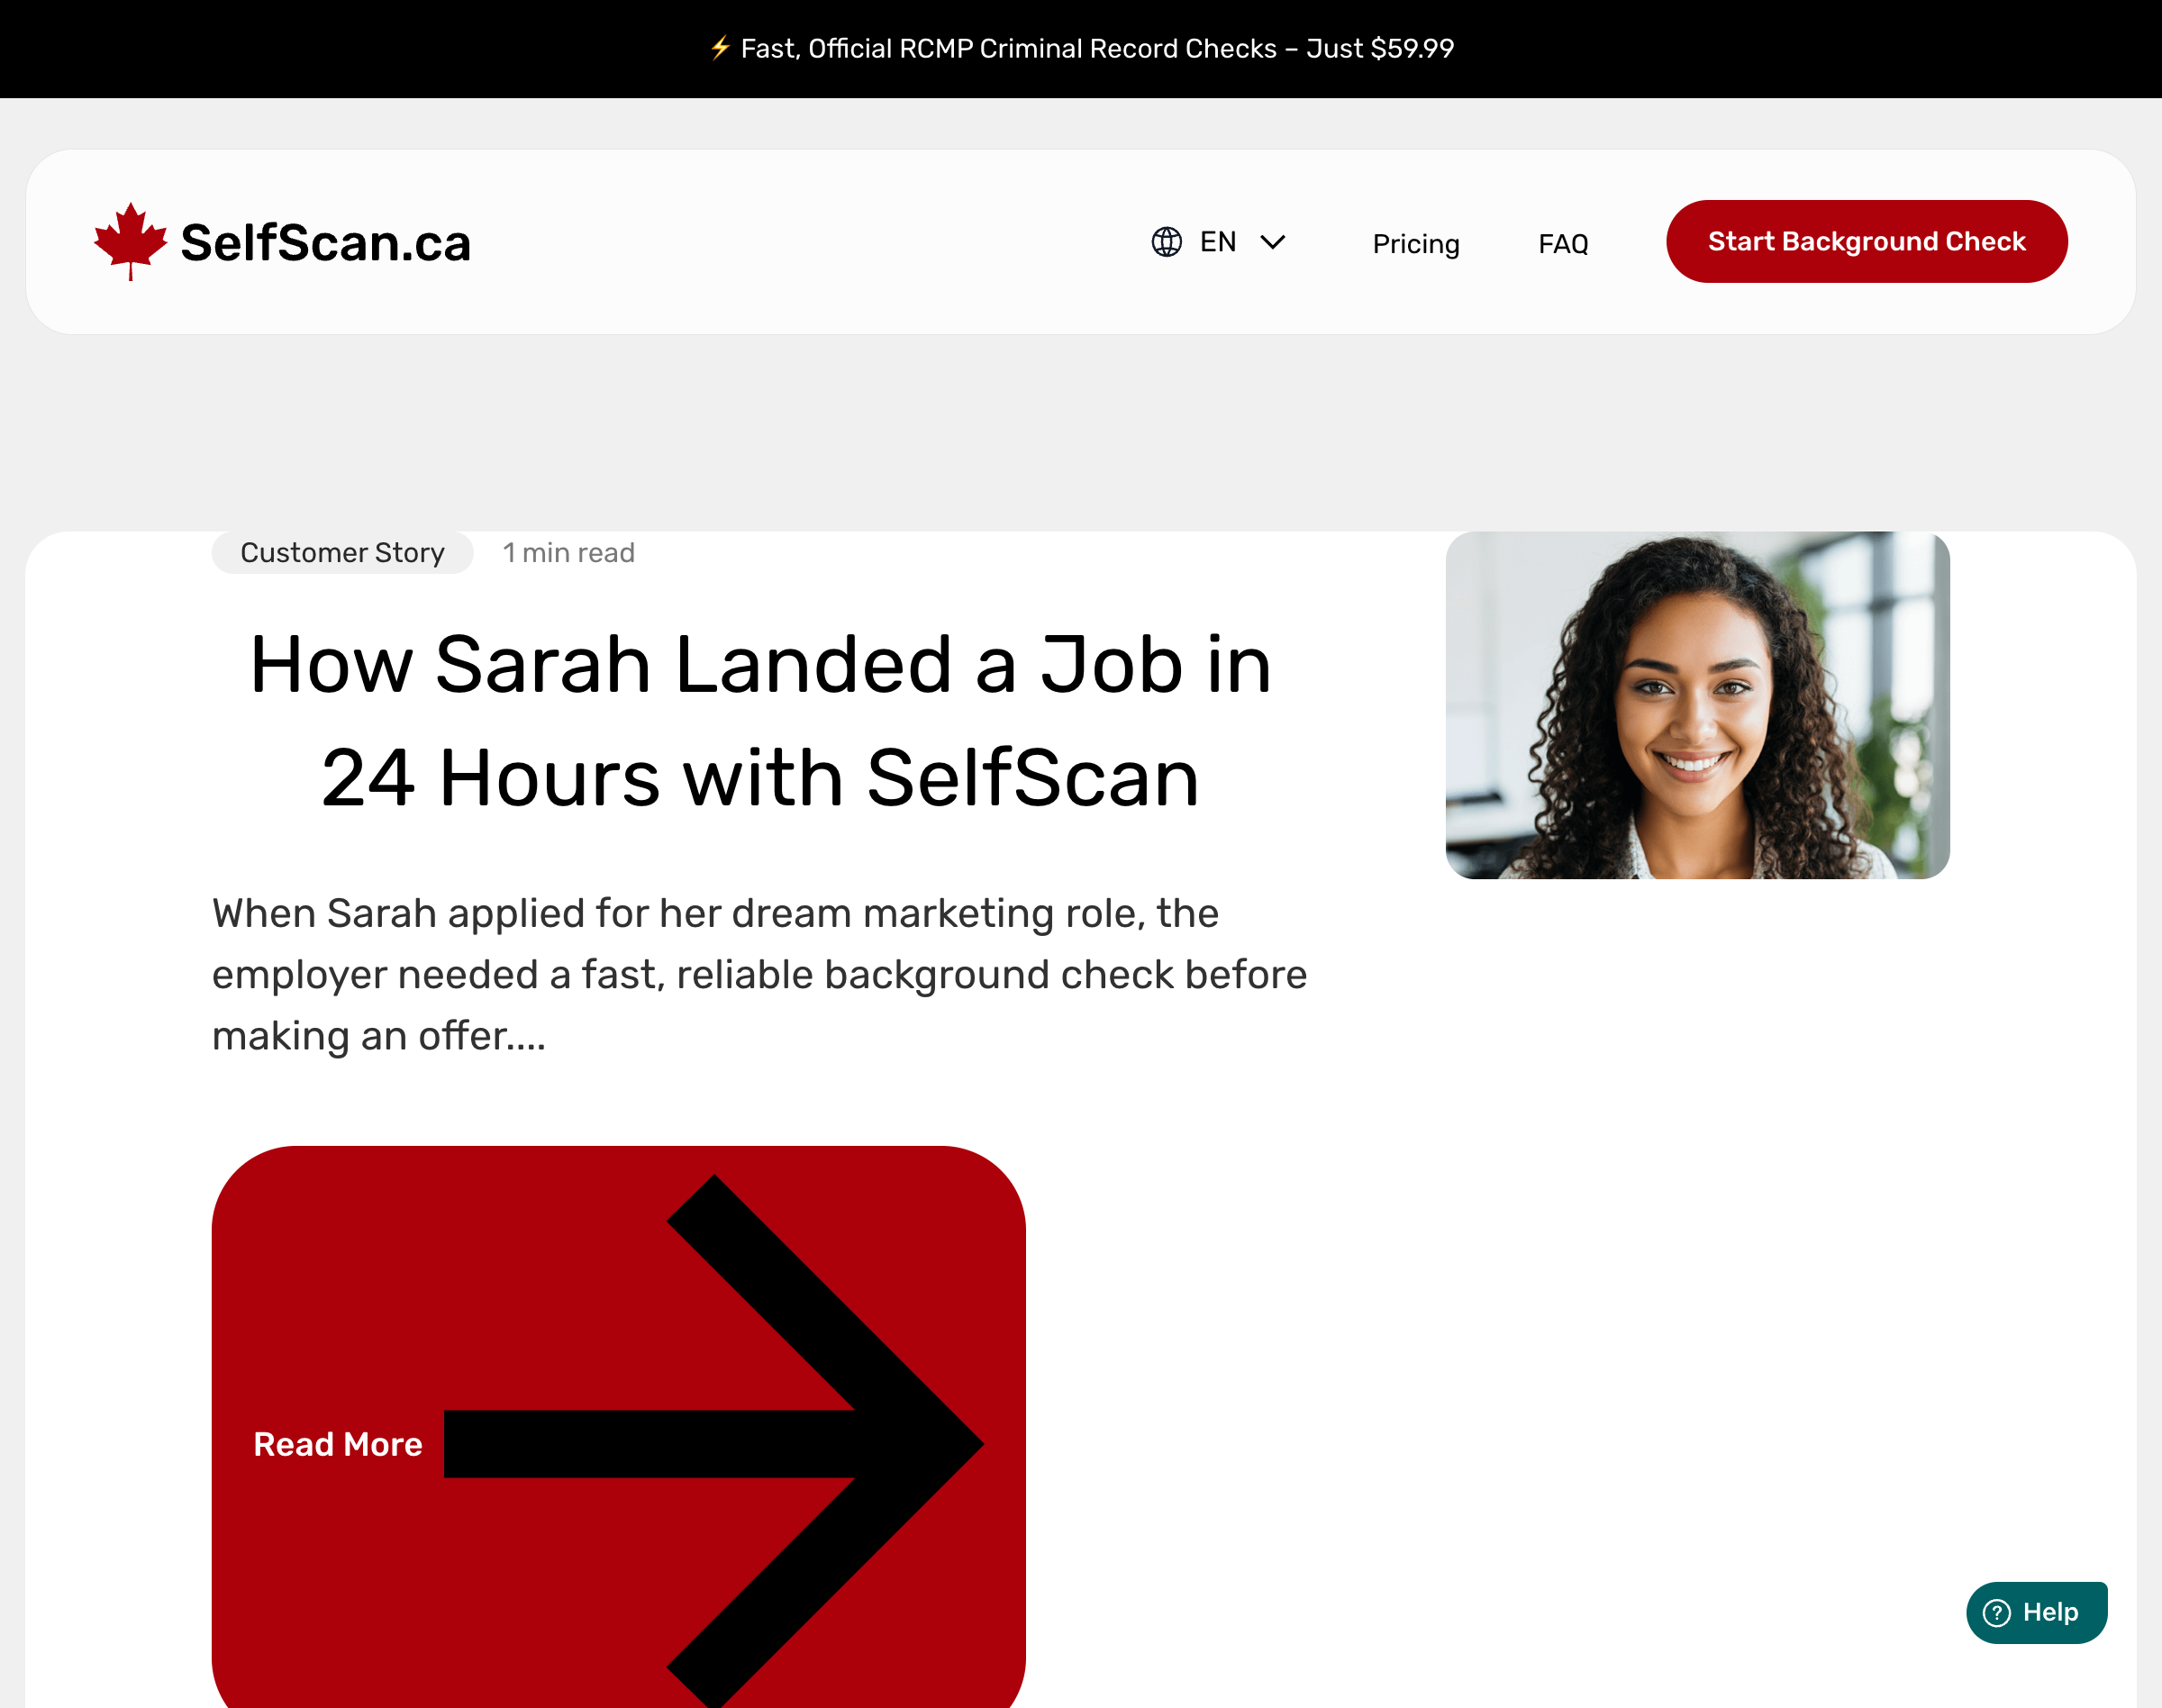 ⚡ Fast, Official RCMP Criminal Record Checks – Just $59.99
SelfScan.ca
EN
Pricing
FAQ
Start Background Check
Customer Story
1 min read
How Sarah Landed a Job in
24 Hours with SelfScan
When Sarah applied for her dream marketing role, the
employer needed a fast, reliable background check before
making an offer....
Read More
Help